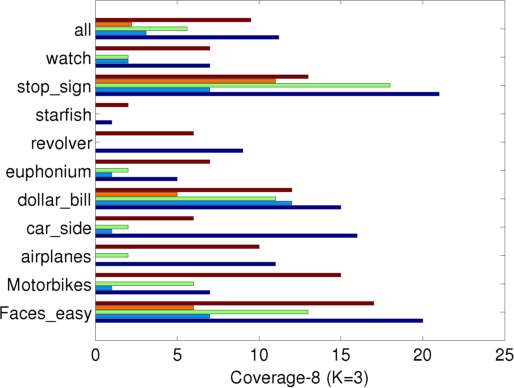 all
watch
stop_sign
starfish
revolver
euphonium
dollar_bill
car_side
airplanes
Motorbikes
Faces_easy
0 5 10 15 20 25
Coverage-8 (K=3)